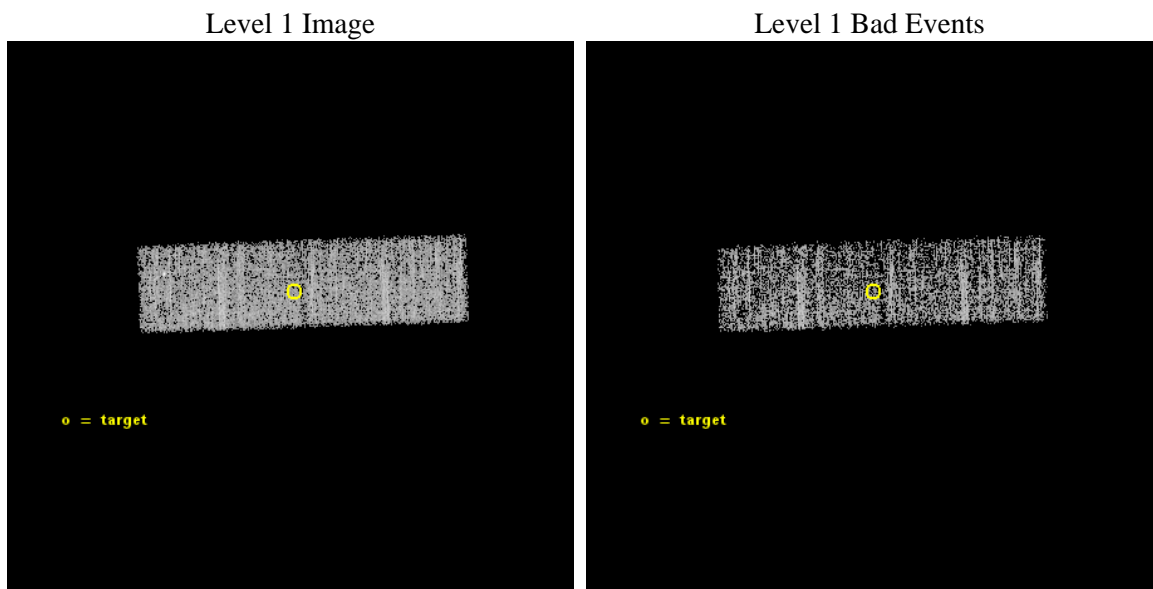 Level 1 Image
Level 1 Bad Events
o = target
o = target